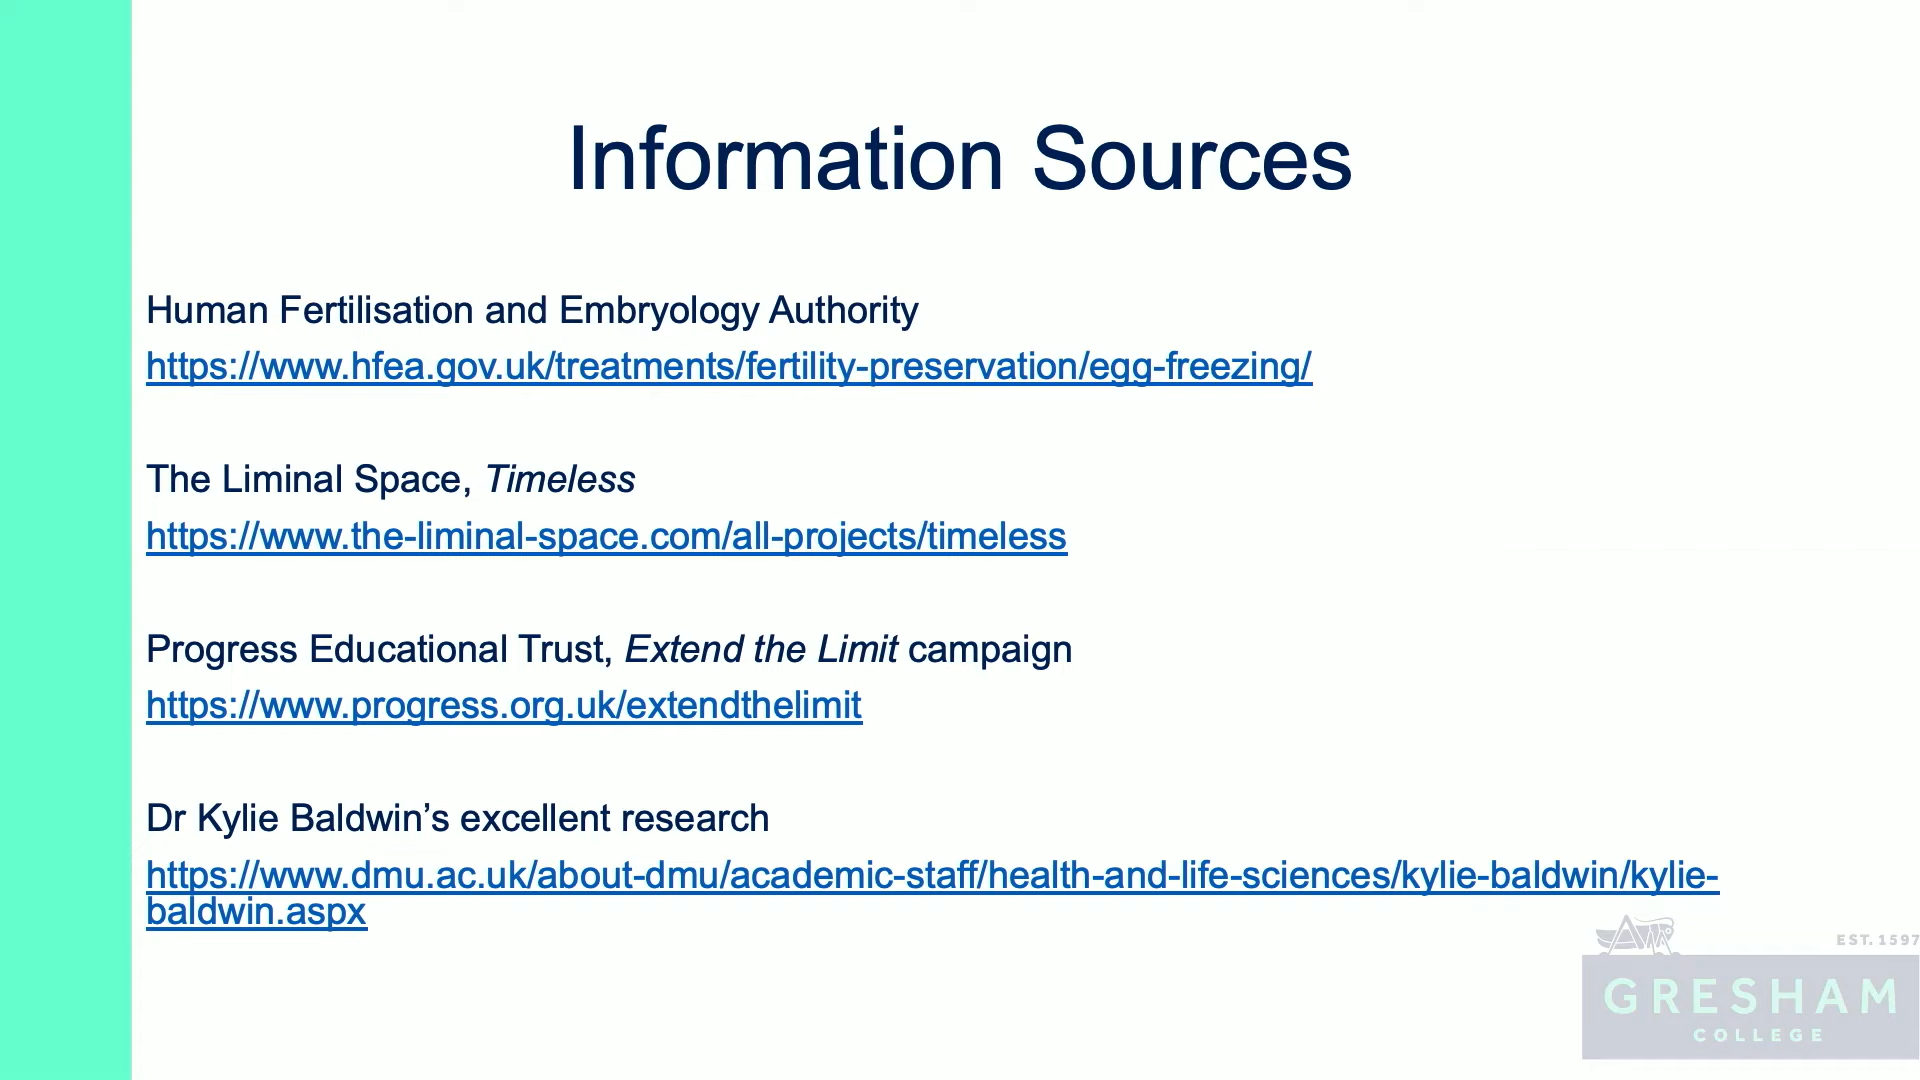 Information Sources
Human Fertilisation and Embryology Authority
https://www.hfea.gov.uk/treatments/fertility-preservation/egg-freezing/
The Liminal Space, Timeless
https://www.the-liminal-space.com/all-projects/timeless
Progress Educational Trust, Extend the Limit campaign
https://www.progress.org.uk/extendthelimit
Dr Kylie Baldwin’s excellent research
https://www.dmu.ac.uk/about-dmu/academic-staff/health-and-life-sciences/kylie-baldwin/kylie-
baldwin.aspx
EST. 1597
GRESHAM
COLLEGE